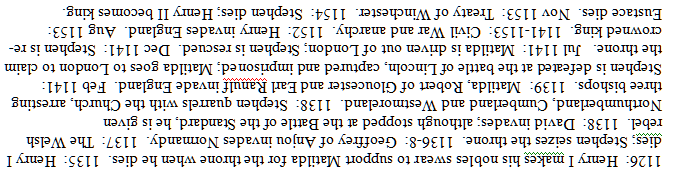 1126: Henry I makes his nobles swear to support Matilda for the throne when he dies. 1135: Henry I
dies; Stephen seizes the throne. 1136-8: Geoffrey of Anjou invades Normandy. 1137: The Welsh
rebel. 1138: David invades; although stopped at the Battle of the Standard, he is given
Northumberland, Cumberland and Westmoreland. 1138: Stephen quarrels with the Church, arresting
three bishops. 1139: Matilda, Robert of Gloucester and Earl Ranulf invade England. Feb 1141:
Stephen is defeated at the battle of Lincoln, captured and imprisoned; Matilda goes to London to claim
the throne. Jul 1141: Matilda is driven out of London; Stephen is rescued. Dec 1141: Stephen is re-
crowned king. 1141-1153: Civil War and anarchy. 1152: Henry invades England. Aug 1153:
Eustace dies. Nov 1153: Treaty of Winchester. 1154: Stephen dies; Henry II becomes king.